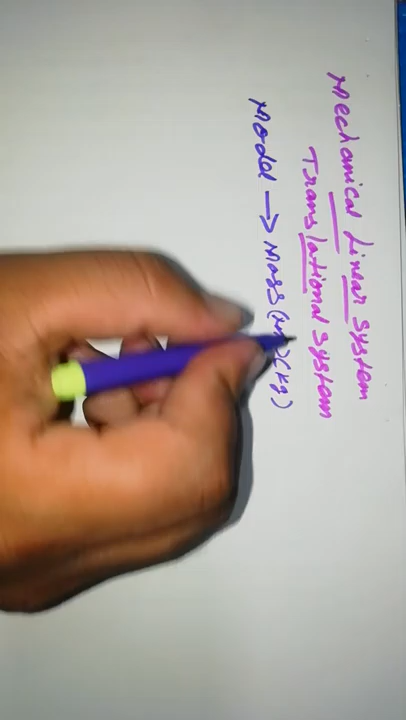 Mechanical Linear System
Translational System
Model → Mass (m) (kg)